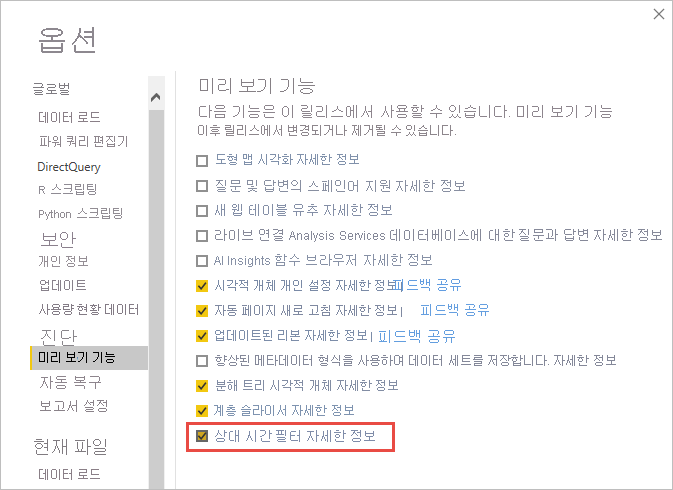 옵션
글로벌
데이터 로드
파워 쿼리 편집기
DirectQuery
R 스크립팅
Python 스크립팅
보안
개인 정보
업데이트
사용량 현황 데이터
진단
미리 보기 기능
자동 복구
보고서 설정
현재 파일
데이터 로드
미리 보기 기능
다음 기능은 이 릴리스에서 사용할 수 있습니다. 미리 보기 기능
이후 릴리스에서 변경되거나 제거될 수 있습니다.
도형 맵 시각화 자세한 정보
질문 및 답변의 스페인어 지원 자세한 정보
새 웹 테이블 유추 자세한 정보
라이브 연결 Analysis Services 데이터베이스에 대한 질문과 답변 자세한 정보
AI Insights 함수 브라우저 자세한 정보
시각적 개체 개인 설정 자세한 정보| 피드백 공유
자동 페이지 새로 고침 자세한 정보 | 피드백 공유
업데이트된 리본 자세한 정보 | 피드백 공유
향상된 메타데이터 형식을 사용하여 데이터 세트를 저장합니다. 자세한 정보
분해 트리 시각적 개체 자세한 정보
계층 슬라이서 자세한 정보
상대 시간 필터 자세한 정보